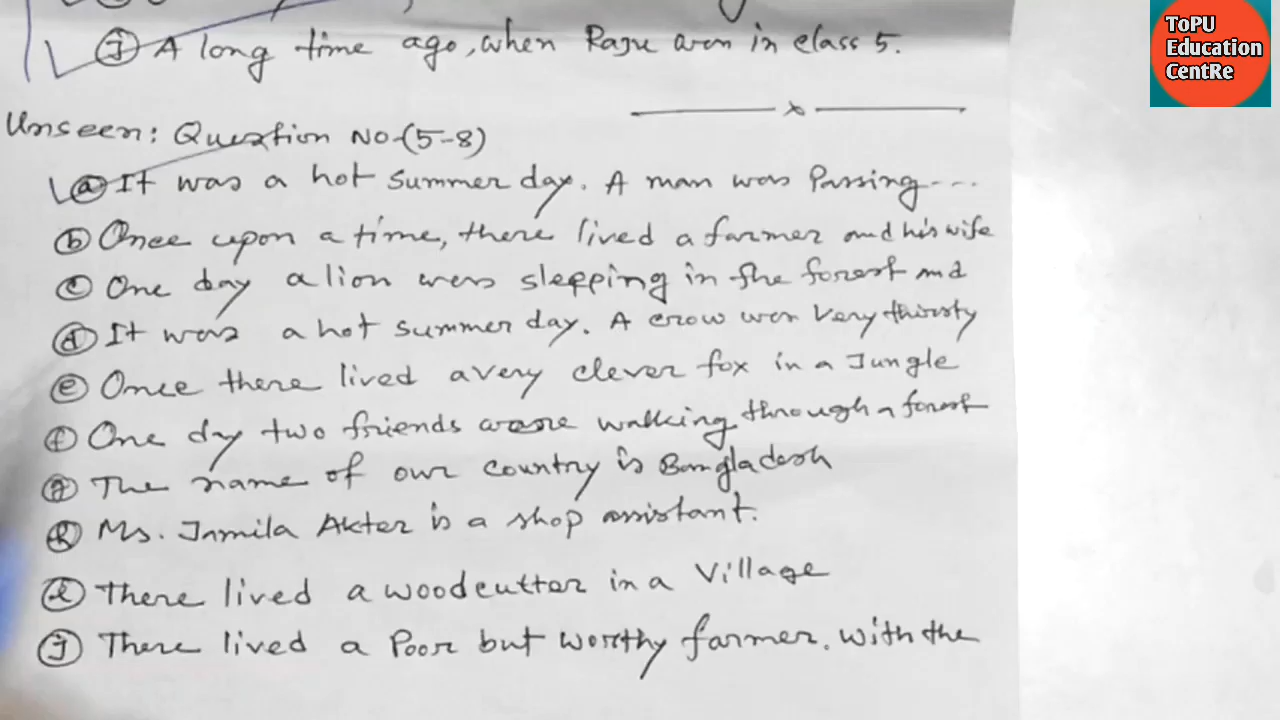 ToPU
Education
CentRe
(J) A long time ago, when Raju was in class 5.
x
Unseen: Question No-(5-8)
(a) It was a hot summer day. A man was Passing....
(b) Once upon a time, there lived a farmer and his wife
(c) One day a lion was slepping in the forest and
(d) It was a hot summer day. A crow was very thirsty
(e) Once there lived a very clever fox in a Jungle
(f) One day two friends were walking through a forest
(g) The name of our country is Bangladesh
(h) Ms. Jamila Akter is a shop assistant.
(i) There lived a woodcutter in a Village
(J) There lived a Poor but worthy farmer. with the